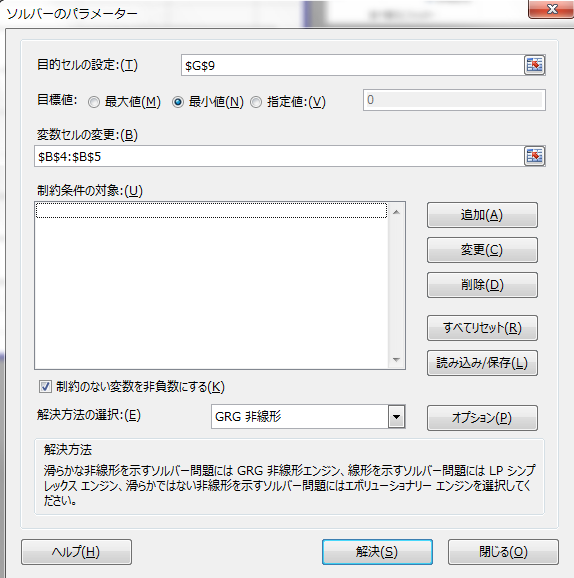 ソルバーのパラメーター
目的セルの設定:(T) $G$9
目標値: 最大値(M) 最小値(N) 指定値:(V) 0
変数セルの変更:(B)
$B$4:$B$5
制約条件の対象:(U)
追加(A)
変更(C)
削除(D)
すべてリセット(R)
読み込み/保存(L)
制約のない変数を非負数にする(K)
解決方法の選択:(E) GRG 非線形 オプション(P)
解決方法
滑らかな非線形を示すソルバー問題には GRG 非線形エンジン、線形を示すソルバー問題には LP シンプ
レックス エンジン、滑らかではない非線形を示すソルバー問題にはエボリューショナリー エンジンを選択してく
ださい。
ヘルプ(H) 解決(S) 閉じる(O)